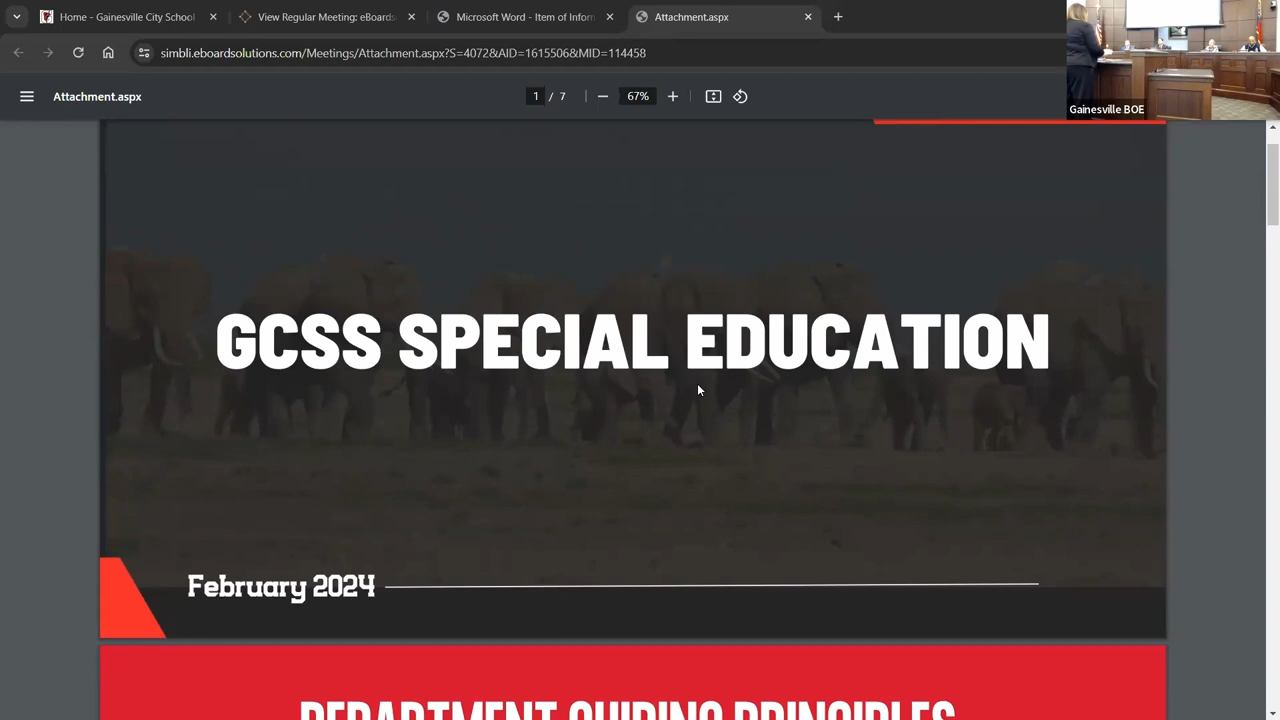 Home - Gainesville City School
View Regular Meeting: eBoards
Microsoft Word - Item of Inform
Attachment.aspx
simbli.eboardsolutions.com/Meetings/Attachment.aspx?S=4072&AID=1615506&MID=114458
Attachment.aspx
1 / 7
67%
Gainesville BOE
GCSS SPECIAL EDUCATION
February 2024
DEPARTMENT GUIDING PRINCIPLES